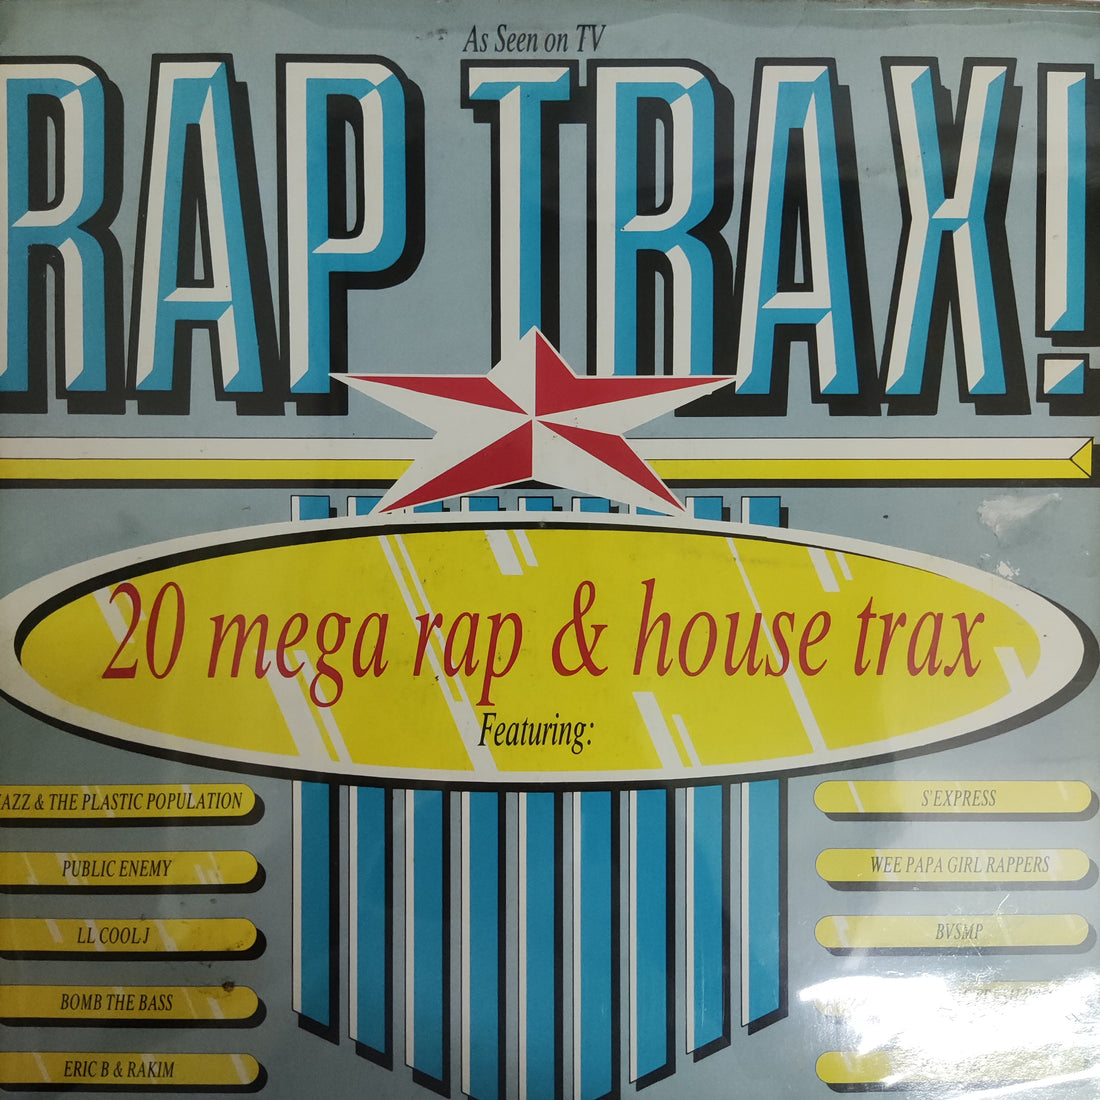 As Seen on TV
RAP TRAX!
20 mega rap & house trax
Featuring:
AZZ & THE PLASTIC POPULATION
PUBLIC ENEMY
LL COOL J
BOMB THE BASS
ERIC B & RAKIM
S'EXPRESS
WEE PAPA GIRL RAPPERS
BVSMP